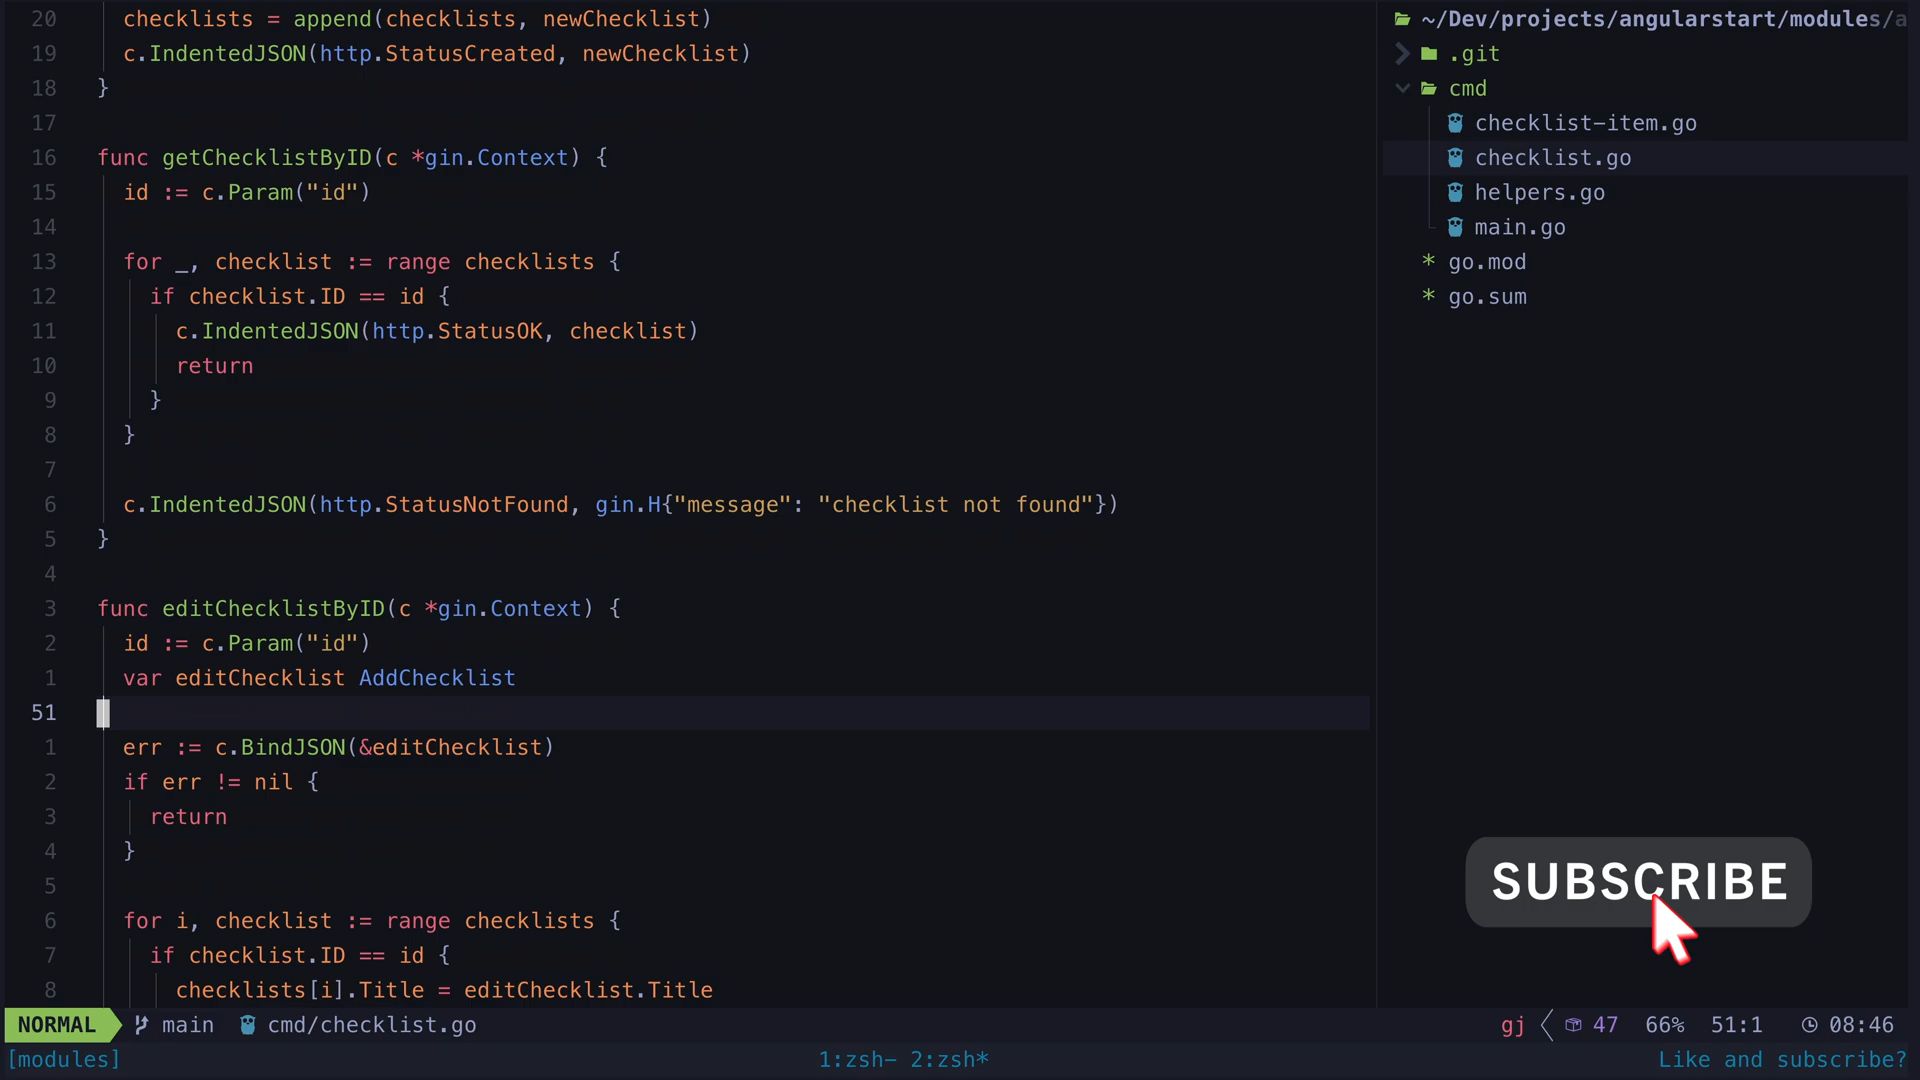 20 checklists = append(checklists, newChecklist)
19 c.IndentedJSON(http.StatusCreated, newChecklist)
18 }
17
16 func getChecklistByID(c *gin.Context) {
15 id := c.Param("id")
14
13 for _, checklist := range checklists {
12 if checklist.ID == id {
11 c.IndentedJSON(http.StatusOK, checklist)
10 return
9 }
8 }
7
6 c.IndentedJSON(http.StatusNotFound, gin.H{"message": "checklist not found"})
5 }
4
3 func editChecklistByID(c *gin.Context) {
2 id := c.Param("id")
1 var editChecklist AddChecklist
51
1 err := c.BindJSON(&editChecklist)
2 if err != nil {
3 return
4 }
5
6 for i, checklist := range checklists {
7 if checklist.ID == id {
8 checklists[i].Title = editChecklist.Title
~/Dev/projects/angularstart/modules/a
.git
cmd
checklist-item.go
checklist.go
helpers.go
main.go
* go.mod
* go.sum
SUBSCRIBE
NORMAL main cmd/checklist.go gj 47 66% 51:1 08:46
[modules] 1:zsh- 2:zsh* Like and subscribe?